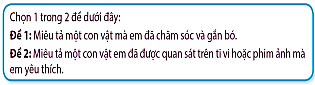 Chọn 1 trong 2 đề dưới đây:
Đề 1: Miêu tả một con vật mà em đã chăm sóc và gắn bó.
Đề 2: Miêu tả một con vật em đã được quan sát trên ti vi hoặc phim ảnh mà
em yêu thích.